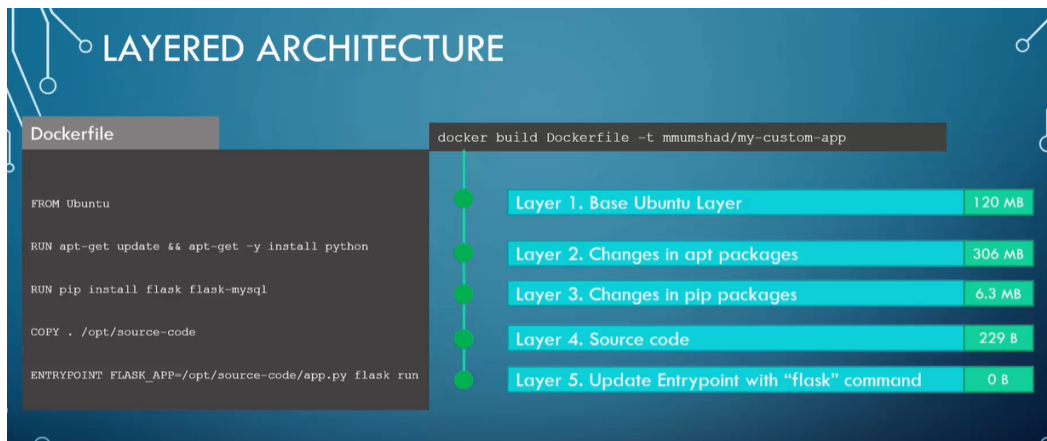 LAYERED ARCHITECTURE
Dockerfile
FROM Ubuntu
RUN apt-get update && apt-get -y install python
RUN pip install flask flask-mysql
COPY . /opt/source-code
ENTRYPOINT FLASK_APP=/opt/source-code/app.py flask run
docker build Dockerfile -t mmumshad/my-custom-app
Layer 1. Base Ubuntu Layer 120 MB
Layer 2. Changes in apt packages 306 MB
Layer 3. Changes in pip packages 6.3 MB
Layer 4. Source code 229 B
Layer 5. Update Entrypoint with “flask” command 0 B